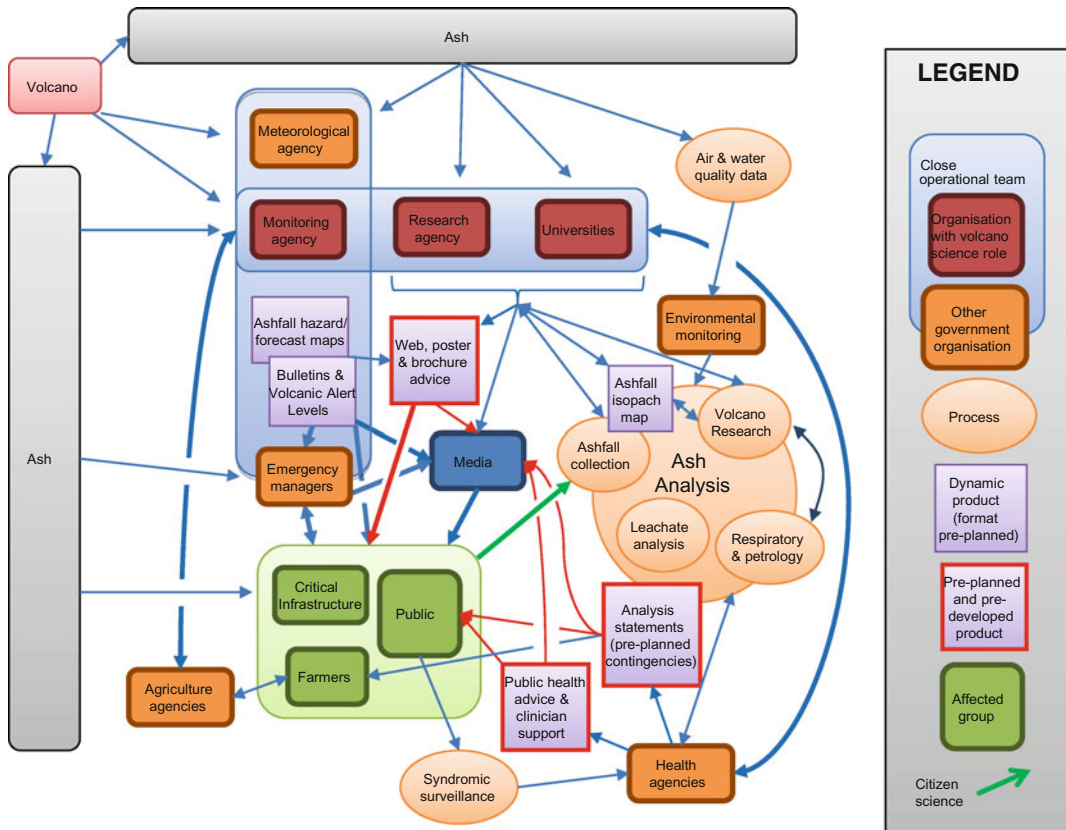 Ash
Volcano
LEGEND
Meteorological
agency
Air & water
quality data
Close
operational team
Monitoring
agency
Research
agency
Universities
Organisation
with volcano
science role
Ashfall hazard/
forecast maps
Web, poster
& brochure
advice
Environmental
monitoring
Other
government
organisation
Bulletins &
Volcanic Alert
Levels
Ashfall
isopach
map
Volcano
Research
Process
Ash
Emergency
managers
Media
Ashfall
collection
Ash
Analysis
Dynamic
product
(format
pre-planned)
Leachate
analysis
Respiratory
& petrology
Critical
Infrastructure
Public
Analysis
statements
(pre-planned
contingencies)
Pre-planned
and pre-
developed
product
Farmers
Agriculture
agencies
Public health
advice &
clinician
support
Affected
group
Syndromic
surveillance
Health
agencies
Citizen
science